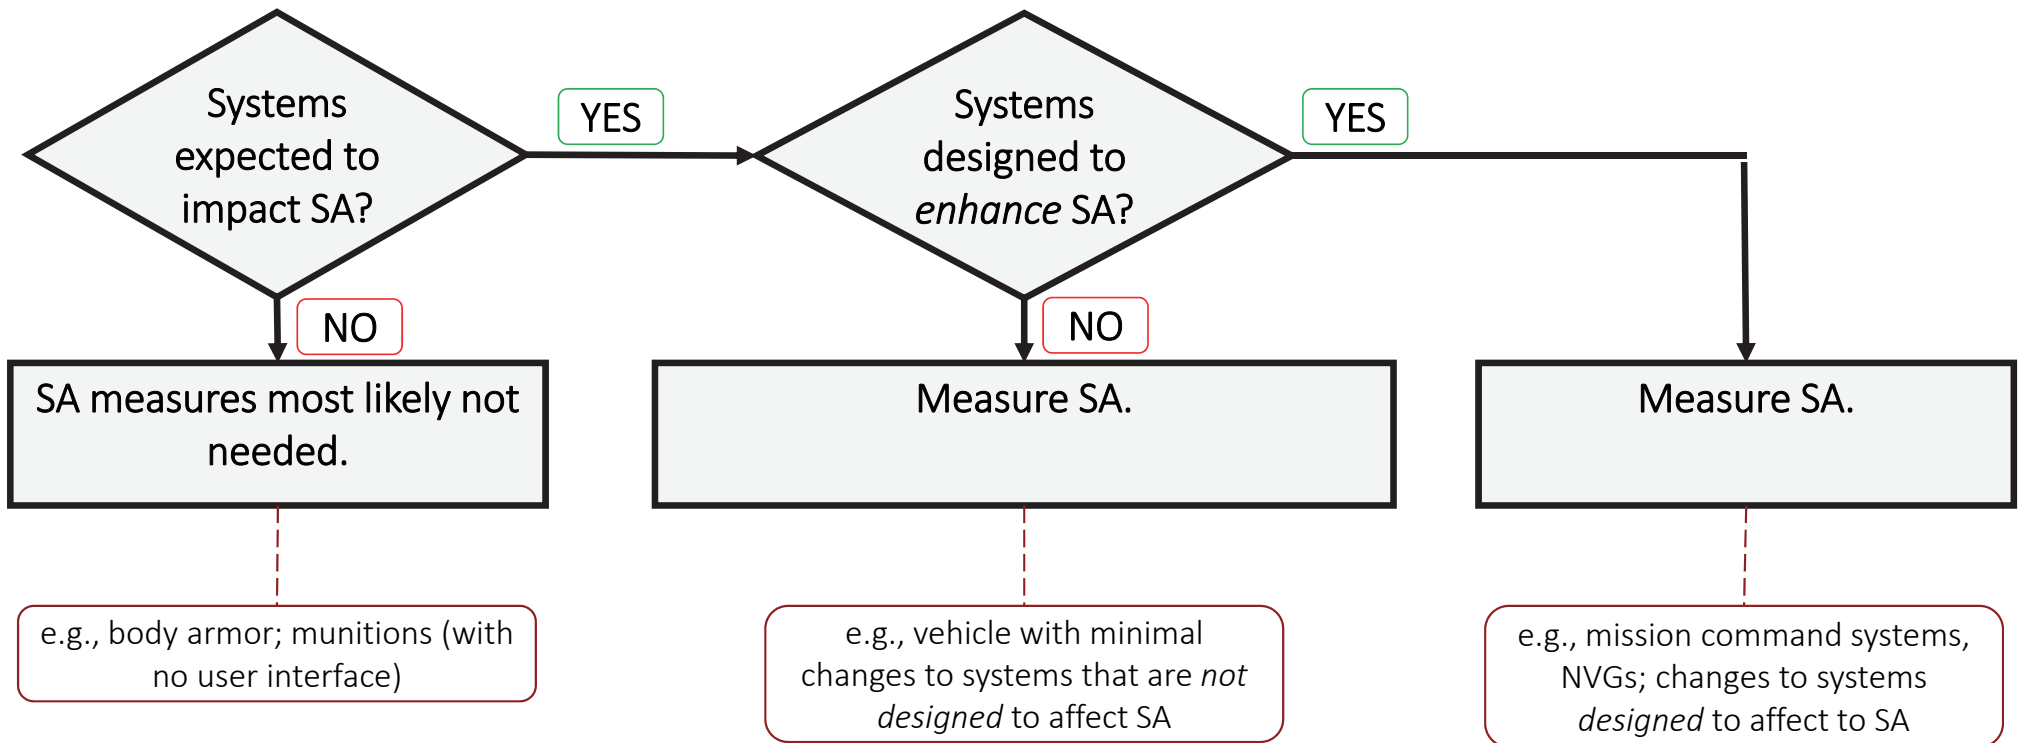 Systems
expected to
impact SA?
YES
Systems
designed to
enhance SA?
YES
NO
NO
SA measures most likely not
needed.
Measure SA.
Measure SA.
e.g., body armor; munitions (with
no user interface)
e.g., vehicle with minimal
changes to systems that are not
designed to affect SA
e.g., mission command systems,
NVGs; changes to systems
designed to affect to SA